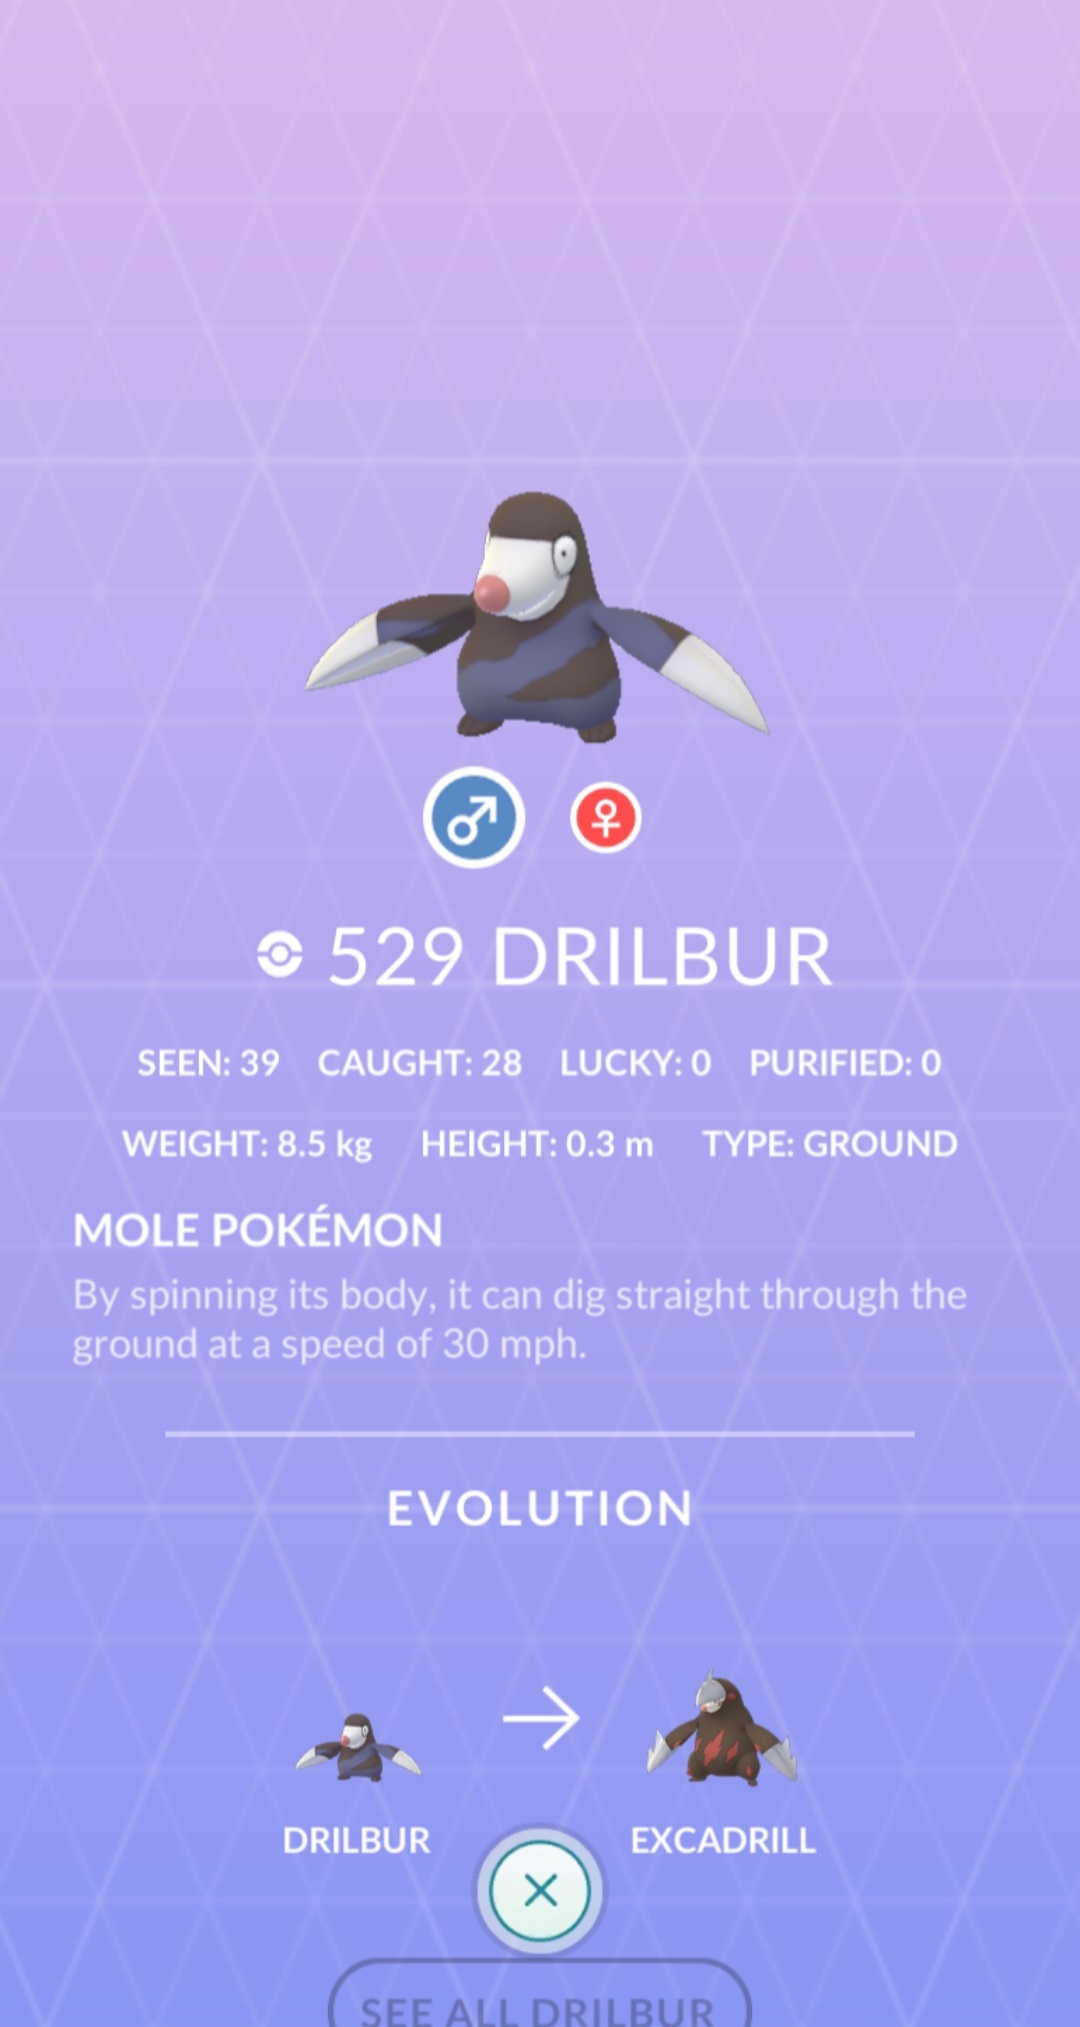 529 DRILBUR
SEEN: 39 CAUGHT: 28 LUCKY: 0 PURIFIED: 0
WEIGHT: 8.5 kg HEIGHT: 0.3 m TYPE: GROUND
MOLE POKÉMON
By spinning its body, it can dig straight through the
ground at a speed of 30 mph.
EVOLUTION
DRILBUR EXCADRILL
SEE ALL DRILBUR